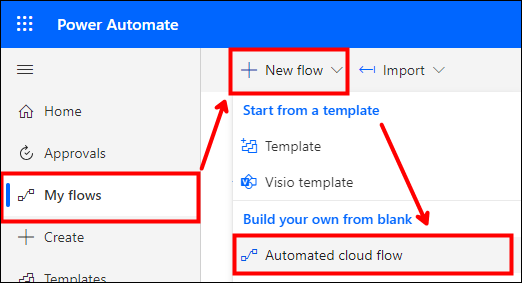 Power Automate
New flow
Import
Home
Start from a template
Approvals
Template
My flows
Visio template
Build your own from blank
Create
Automated cloud flow
Templates